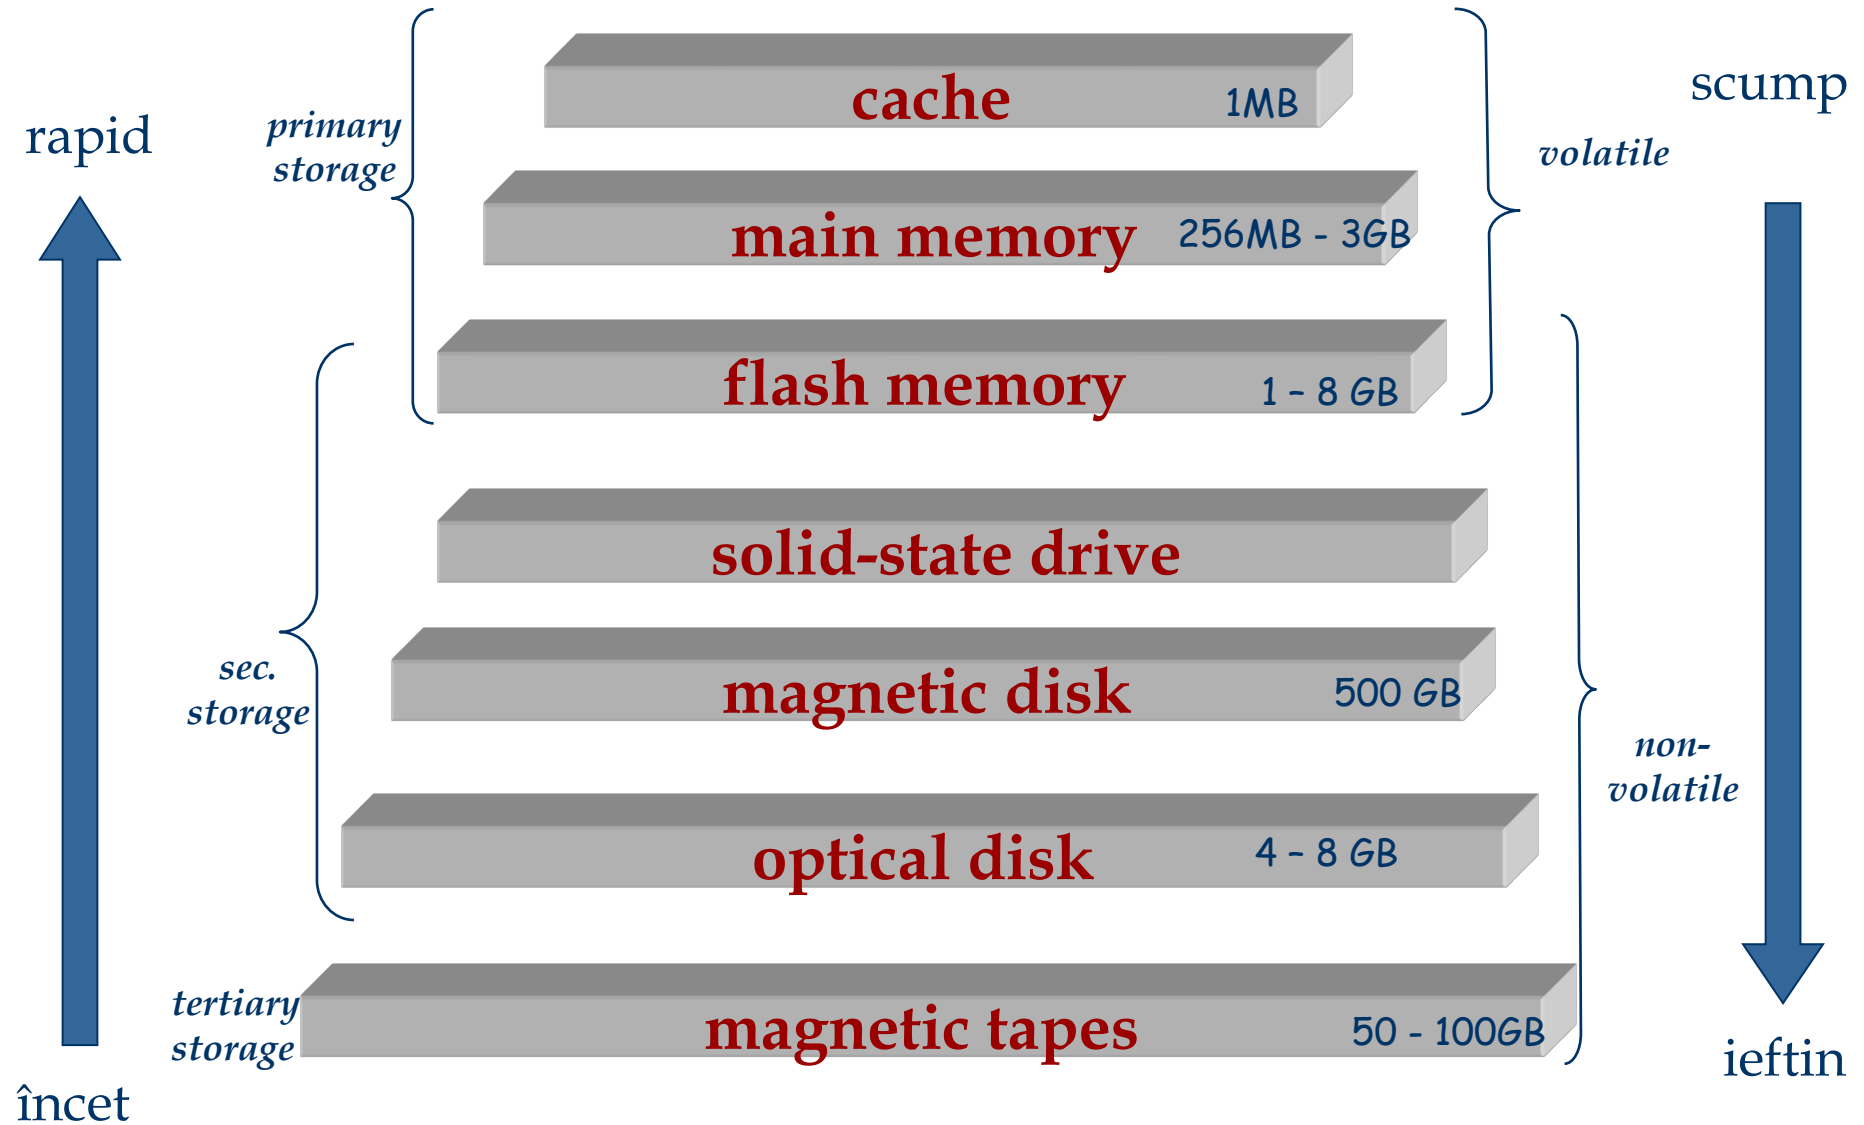 cache 1MB
scump
rapid
primary
storage
volatile
main memory 256MB - 3GB
flash memory 1 – 8 GB
solid-state drive
sec.
storage
magnetic disk 500 GB
non-
volatile
optical disk 4 – 8 GB
tertiary
storage
magnetic tapes 50 - 100GB
ieftin
încet